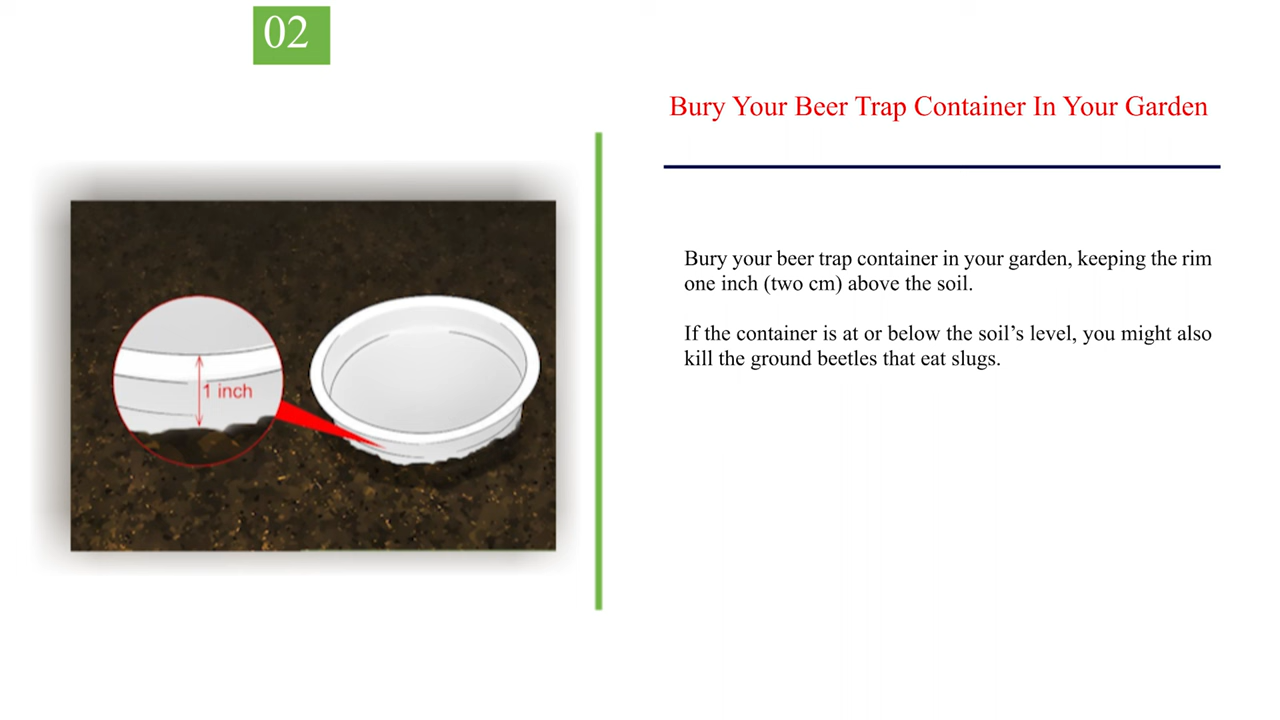 02
Bury Your Beer Trap Container In Your Garden
1 inch
Bury your beer trap container in your garden, keeping the rim
one inch (two cm) above the soil.
If the container is at or below the soil’s level, you might also
kill the ground beetles that eat slugs.